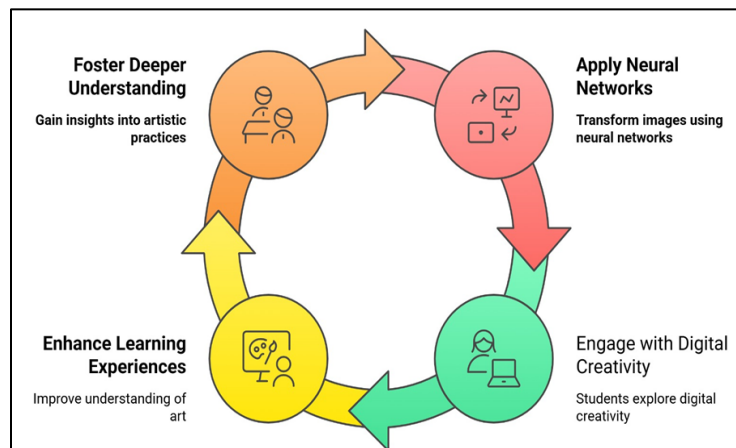 Foster Deeper
Understanding
Gain insights into artistic
practices
Apply Neural
Networks
Transform images using
neural networks
Enhance Learning
Experiences
Improve understanding of
art
Engage with Digital
Creativity
Students explore digital
creativity